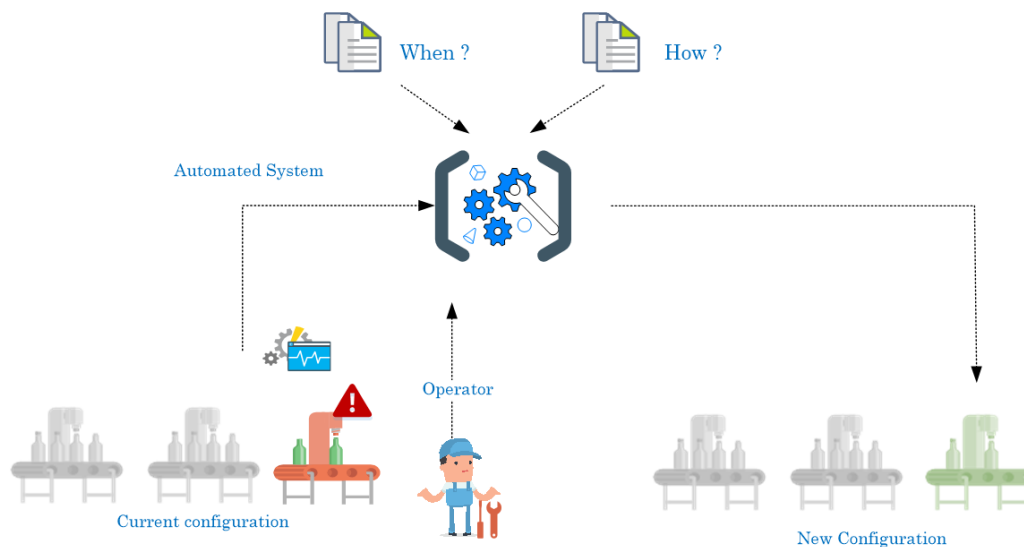 When ?
How ?
Automated System
Operator
Current configuration
New Configuration